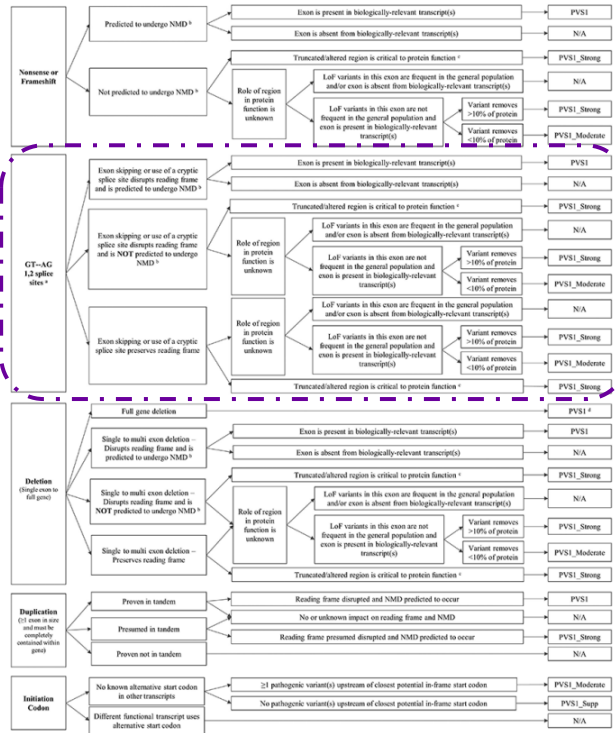 Nonsense or
Frameshift
Predicted to undergo NMD b
Exon is present in biologically-relevant transcript(s)
PVS1
Exon is absent from biologically-relevant transcript(s)
N/A
Not predicted to undergo NMD b
Truncated/altered region is critical to protein function c
PVS1_Strong
Role of region
in protein
function is
unknown
LoF variants in this exon are frequent in the general population
and/or exon is absent from biologically-relevant transcript(s)
N/A
LoF variants in this exon are not
frequent in the general population and
exon is present in biologically-relevant
transcript(s)
Variant removes
>10% of protein
PVS1_Strong
Variant removes
<10% of protein
PVS1_Moderate
GT--AG
1,2 splice
sites a
Exon skipping or use of a cryptic
splice site disrupts reading frame
and is predicted to undergo NMD b
Exon is present in biologically-relevant transcript(s)
PVS1
Exon is absent from biologically-relevant transcript(s)
N/A
Exon skipping or use of a cryptic
splice site disrupts reading frame
and is NOT predicted to undergo
NMD b
Truncated/altered region is critical to protein function c
PVS1_Strong
Role of region in
protein function is
unknown
LoF variants in this exon are frequent in the general population
and/or exon is absent from biologically-relevant transcript(s)
N/A
LoF variants in this exon are not
frequent in the general population and
exon is present in biologically-relevant
transcript(s)
Variant removes
>10% of protein
PVS1_Strong
Variant removes
<10% of protein
PVS1_Moderate
Exon skipping or use of a cryptic
splice site preserves reading frame
Role of region in
protein function is
unknown
LoF variants in this exon are frequent in the general population
and/or exon is absent from biologically-relevant transcript(s)
N/A
LoF variants in this exon are not
frequent in the general population and
exon is present in biologically-relevant
transcript(s)
Variant removes
>10% of protein
PVS1_Strong
Variant removes
<10% of protein
PVS1_Moderate
Truncated/altered region is critical to protein function c
PVS1_Strong
Deletion
(Single exon to
full gene)
Full gene deletion
PVS1 d
Single to multi exon deletion –
Disrupts reading frame and is
predicted to undergo NMD b
Exon is present in biologically-relevant transcript(s)
PVS1
Exon is absent from biologically-relevant transcript(s)
N/A
Single to multi exon deletion –
Disrupts reading frame and is
NOT predicted to undergo NMD b
Truncated/altered region is critical to protein function c
PVS1_Strong
Role of region
in protein
function is
unknown
LoF variants in this exon are frequent in the general population
and/or exon is absent from biologically-relevant transcript(s)
N/A
LoF variants in this exon are not
frequent in the general population and
exon is present in biologically-relevant
transcript(s)
Variant removes
>10% of protein
PVS1_Strong
Variant removes
<10% of protein
PVS1_Moderate
Single to multi exon deletion –
Preserves reading frame
Truncated/altered region is critical to protein function c
PVS1_Strong
Duplication
(≥1 exon in size
and must be
completely
contained within
gene)
Proven in tandem
Reading frame disrupted and NMD predicted to occur
PVS1
No or unknown impact on reading frame and NMD
N/A
Presumed in tandem
Reading frame presumed disrupted and NMD predicted to occur
PVS1_Strong
Proven not in tandem
N/A
Initiation
Codon
No known alternative start codon
in other transcripts
≥1 pathogenic variant(s) upstream of closest potential in-frame start codon
PVS1_Moderate
No pathogenic variant(s) upstream of closest potential in-frame start codon
PVS1_Supp
Different functional transcript uses
alternative start codon
N/A